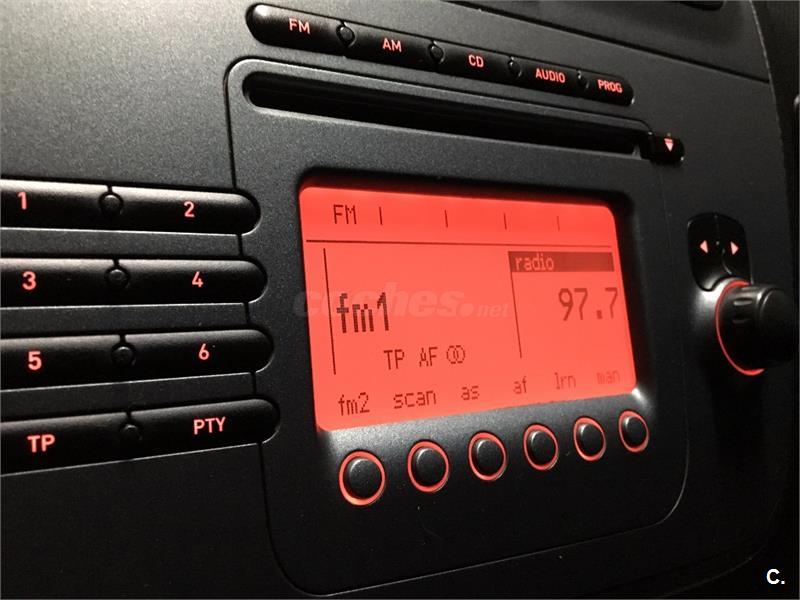 FM AM CD AUDIO PROG
1 2
3 4
5 6
TP PTY
FM
radio
fm1 97.7
TP AF
fm2 scan as af lrn man
coches.net
C.